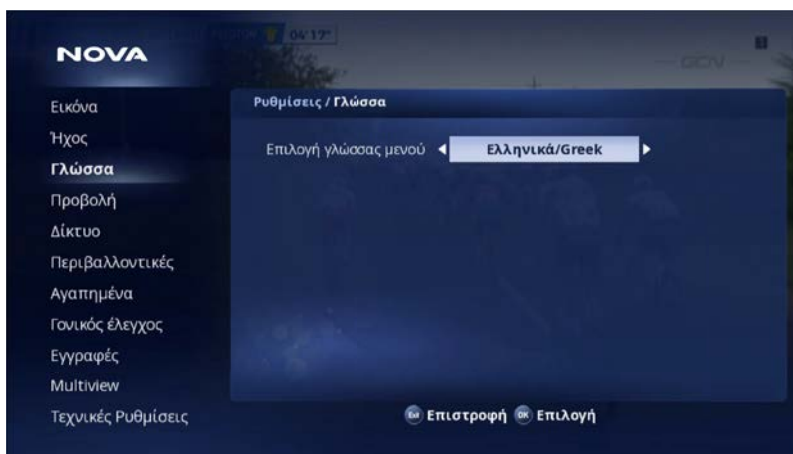 04'17"
NOVA
GCN
Εικόνα
Ήχος
Γλώσσα
Προβολή
Δίκτυο
Περιβαλλοντικές
Αγαπημένα
Γονικός έλεγχος
Εγγραφές
Multiview
Τεχνικές Ρυθμίσεις
Ρυθμίσεις / Γλώσσα
Επιλογή γλώσσας μενού Ελληνικά/Greek
Exit Επιστροφή OK Επιλογή